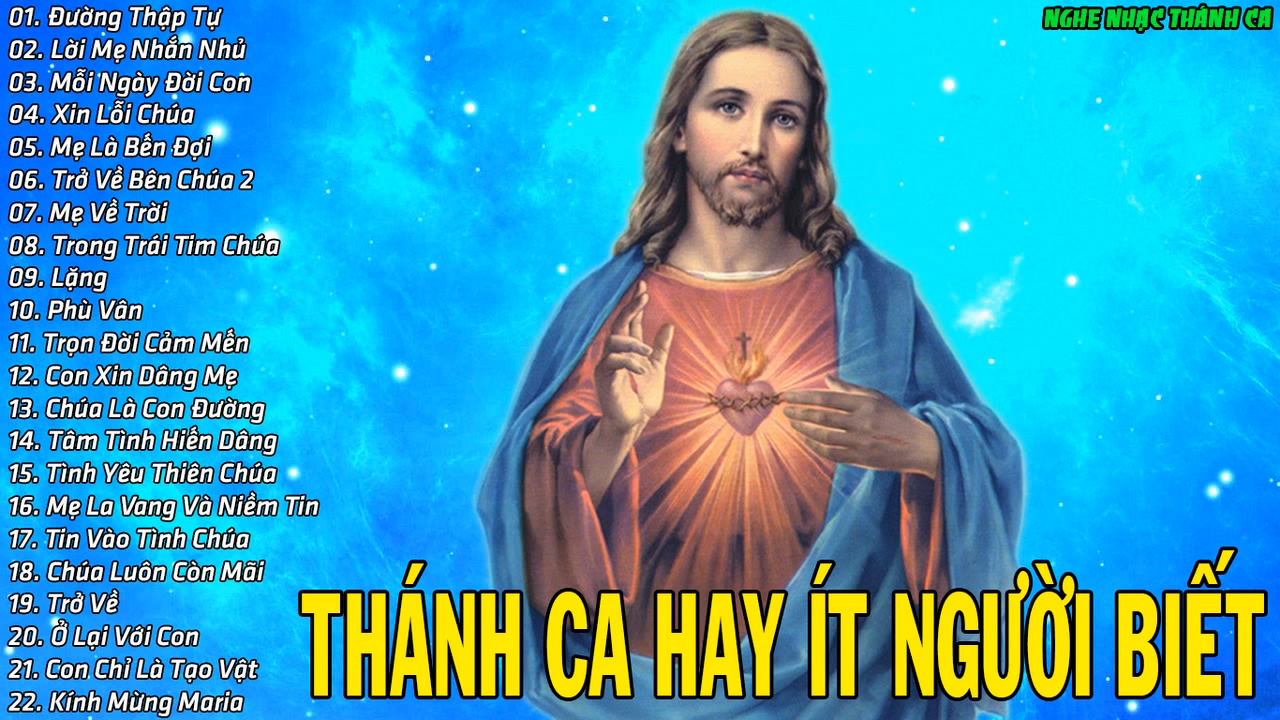 01. Đường Thập Tự
02. Lời Mẹ Nhắn Nhủ
03. Mỗi Ngày Đời Con
04. Xin Lỗi Chúa
05. Mẹ Là Bến Đợi
06. Trở Về Bên Chúa 2
07. Mẹ Về Trời
08. Trong Trái Tim Chúa
09. Lặng
10. Phù Vân
11. Trọn Đời Cảm Mến
12. Con Xin Dâng Mẹ
13. Chúa Là Con Đường
14. Tâm Tình Hiến Dâng
15. Tình Yêu Thiên Chúa
16. Mẹ La Vang Và Niềm Tin
17. Tin Vào Tình Chúa
18. Chúa Luôn Còn Mãi
19. Trở Về
20. Ở Lại Với Con
21. Con Chỉ Là Tạo Vật
22. Kính Mừng Maria
NGHE NHẠC THÁNH CA
THÁNH CA HAY ÍT NGƯỜI BIẾT